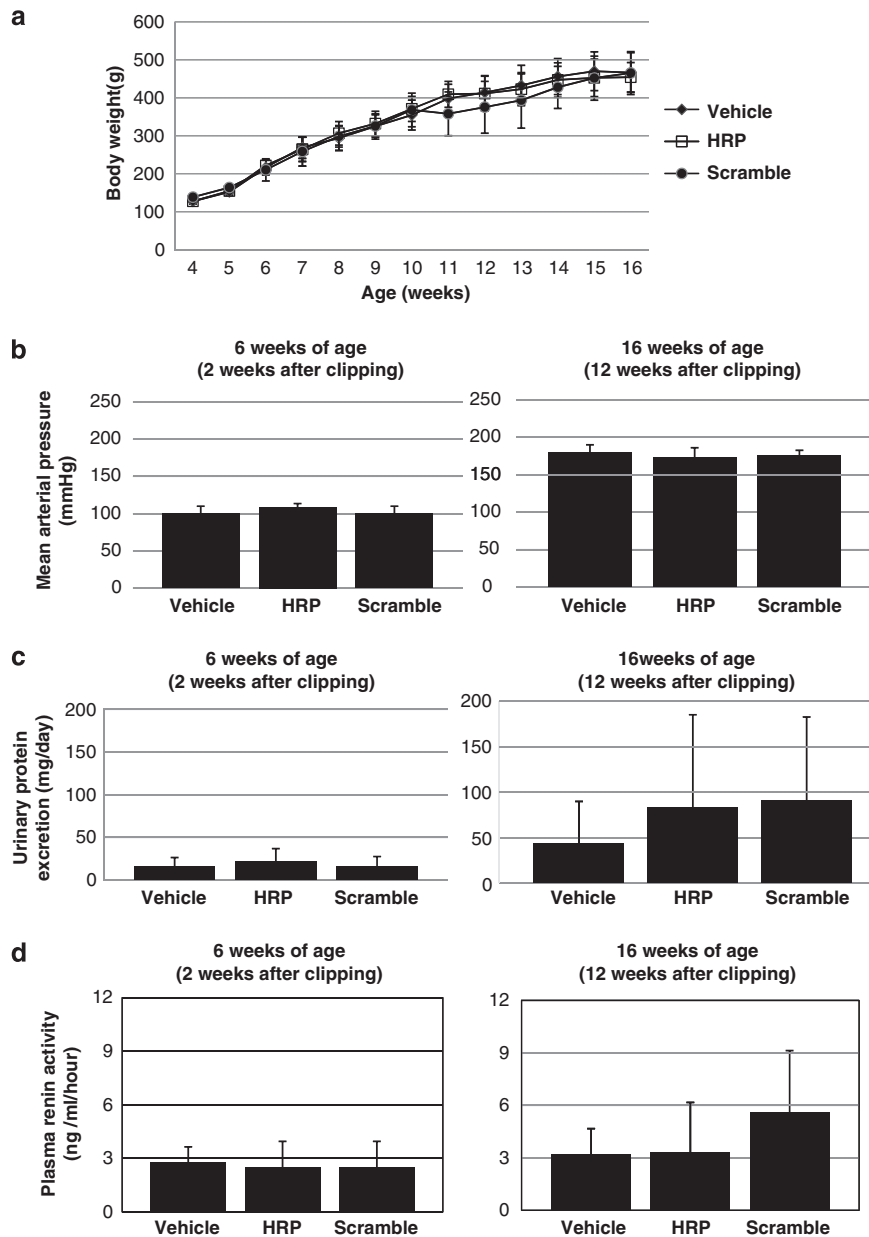 a
600
500
400
300
200
100
0
Body weight(g)
4 5 6 7 8 9 10 11 12 13 14 15 16
Age (weeks)
Vehicle
HRP
Scramble
b
6 weeks of age
(2 weeks after clipping)
Mean arterial pressure
(mmHg)
250
200
150
100
50
0
Vehicle HRP Scramble
16 weeks of age
(12 weeks after clipping)
250
200
150
100
50
0
Vehicle HRP Scramble
c
6 weeks of age
(2 weeks after clipping)
Urinary protein
excretion (mg/day)
200
150
100
50
0
Vehicle HRP Scramble
16weeks of age
(12 weeks after clipping)
200
150
100
50
0
Vehicle HRP Scramble
d
6 weeks of age
(2 weeks after clipping)
Plasma renin activity
(ng /ml/hour)
12
9
6
3
0
Vehicle HRP Scramble
16 weeks of age
(12 weeks after clipping)
12
9
6
3
0
Vehicle HRP Scramble